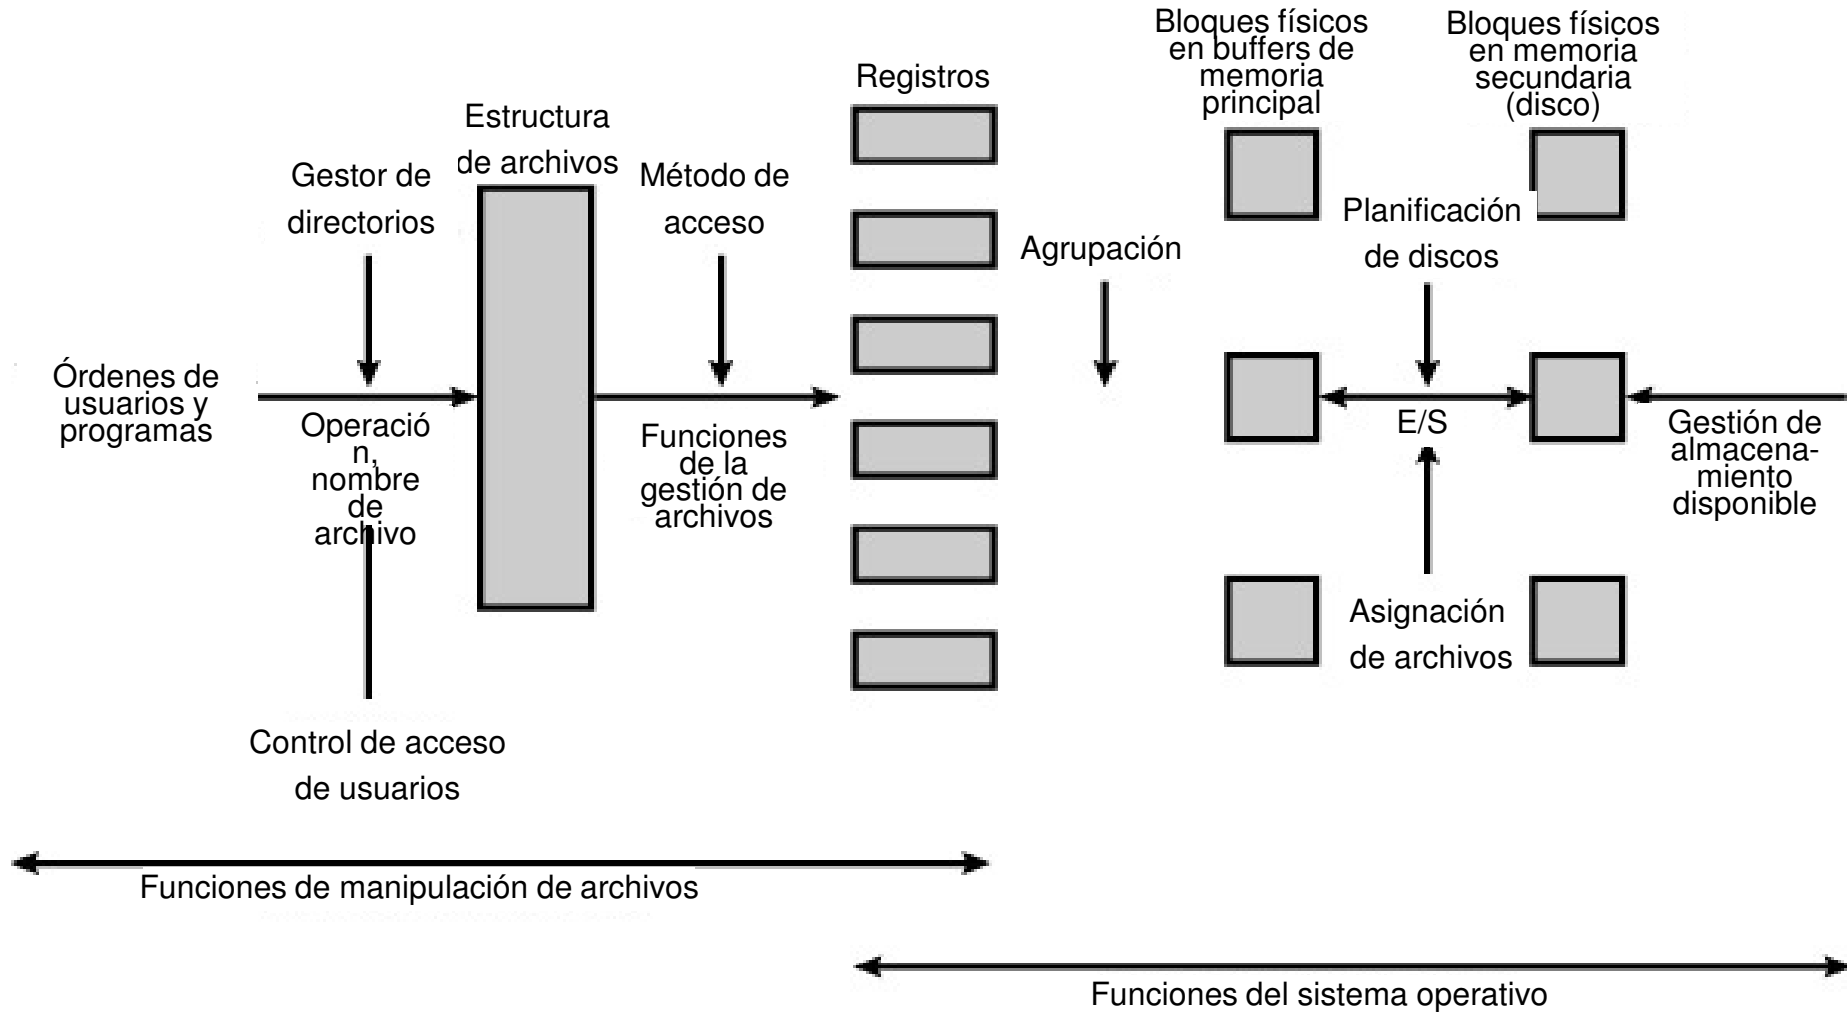 Bloques físicos
en buffers de
memoria
principal
Bloques físicos
en memoria
secundaria
(disco)
Registros
Estructura
de archivos
Gestor de
directorios
Método de
acceso
Planificación
de discos
Agrupación
Órdenes de
usuarios y
programas
Operació
n,
nombre
de
archivo
Funciones
de la
gestión de
archivos
E/S
Gestión de
almacena-
miento
disponible
Asignación
de archivos
Control de acceso
de usuarios
Funciones de manipulación de archivos
Funciones del sistema operativo